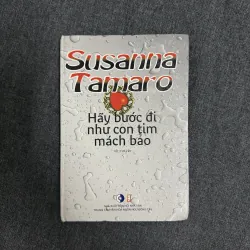 Susanna
Tamaro
Hãy bước đi
như con tim
mách bảo